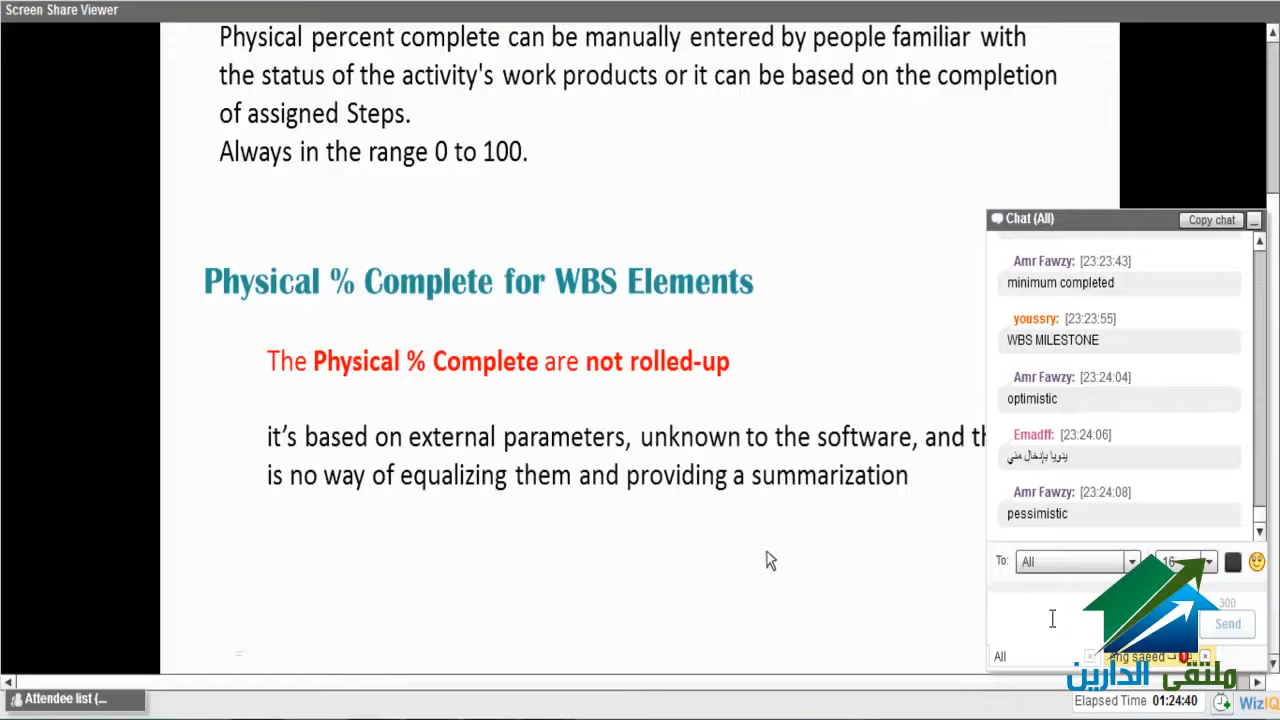 Screen Share Viewer
Physical percent complete can be manually entered by people familiar with
the status of the activity's work products or it can be based on the completion
of assigned Steps.
Always in the range 0 to 100.
Physical % Complete for WBS Elements
The Physical % Complete are not rolled-up
it's based on external parameters, unknown to the software, and
is no way of equalizing them and providing a summarization
Chat (All)
Copy chat
Amr Fawzy: [23:23:43]
minimum completed
youssry: [23:23:55]
WBS MILESTONE
Amr Fawzy: [23:24:04]
optimistic
Emadff: [23:24:06]
يدويا بإدخال مني
Amr Fawzy: [23:24:08]
pessimistic
To: All
16
300
Send
All
eng saeed
ملتقى الدارين
Attendee list (...
Elapsed Time 01:24:40
WizIQ